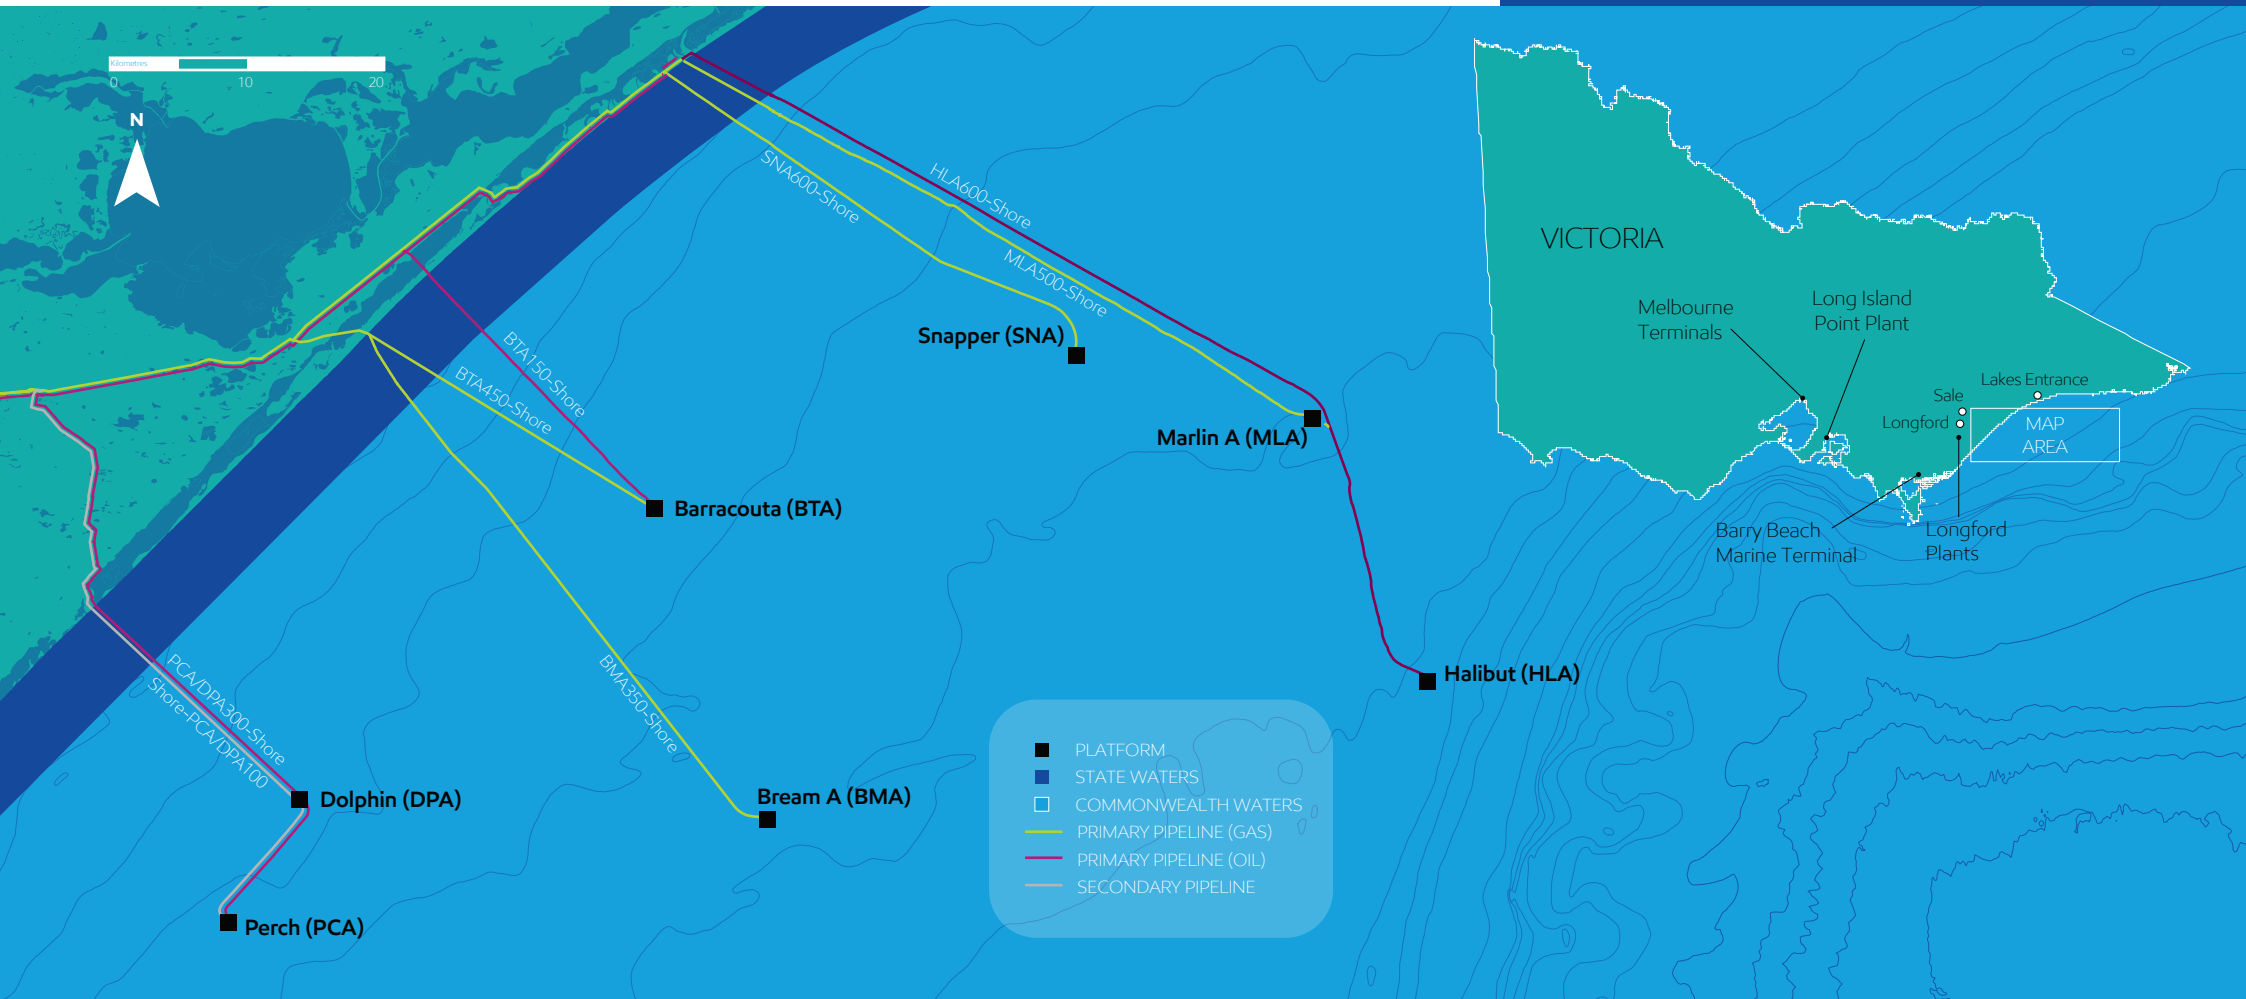 Kilometres
0 10 20
N
SNA600-Shore
HLA600-Shore
MLA500-Shore
BTA150-Shore
BTA450-Shore
BMA350-Shore
PCA/DPA300-Shore
Shore-PCA/DPA100
Snapper (SNA)
Marlin A (MLA)
Barracouta (BTA)
Halibut (HLA)
Bream A (BMA)
Dolphin (DPA)
Perch (PCA)
PLATFORM
STATE WATERS
COMMONWEALTH WATERS
PRIMARY PIPELINE (GAS)
PRIMARY PIPELINE (OIL)
SECONDARY PIPELINE
VICTORIA
Melbourne
Terminals
Long Island
Point Plant
Lakes Entrance
Sale
Longford
MAP
AREA
Barry Beach
Marine Terminal
Longford
Plants